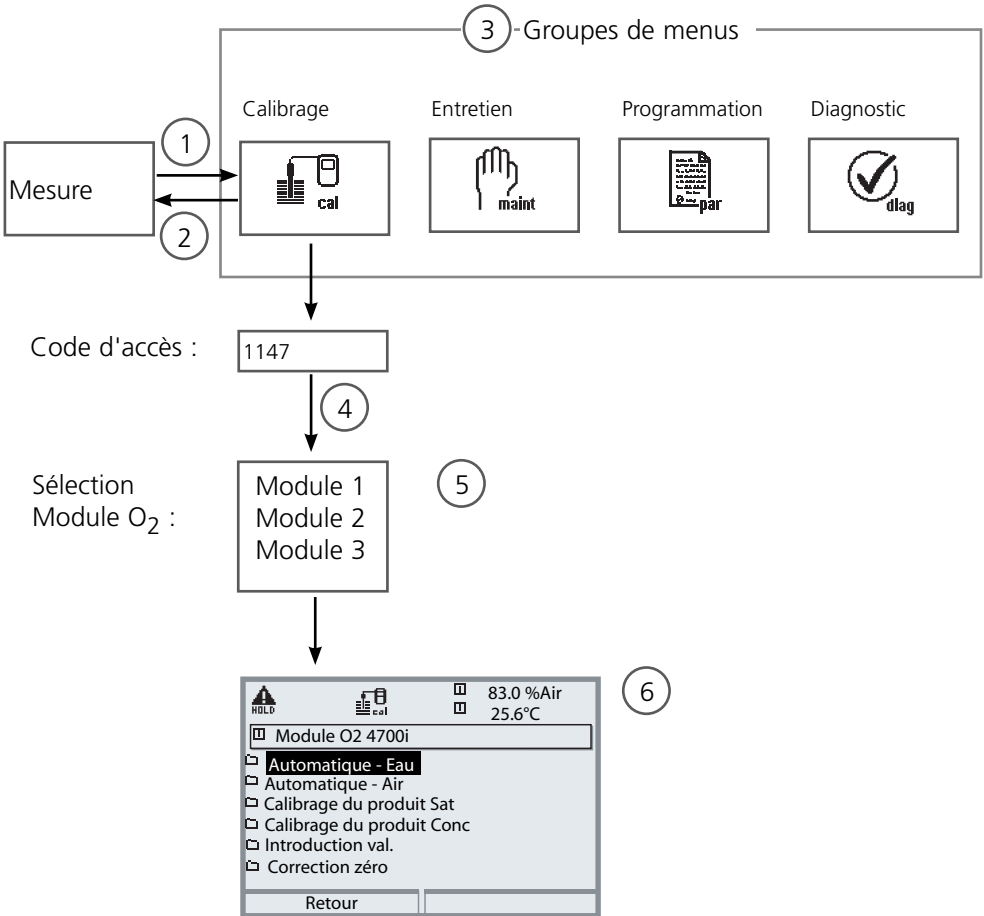 3 Groupes de menus
Calibrage Entretien Programmation Diagnostic
1
Mesure
cal maint par diag
2
Code d'accès : 1147
4
Sélection
Module O2 :
Module 1
Module 2
Module 3
5
6
HOLD cal 83.0 %Air
25.6°C
Module O2 4700i
Automatique - Eau
Automatique - Air
Calibrage du produit Sat
Calibrage du produit Conc
Introduction val.
Correction zéro
Retour